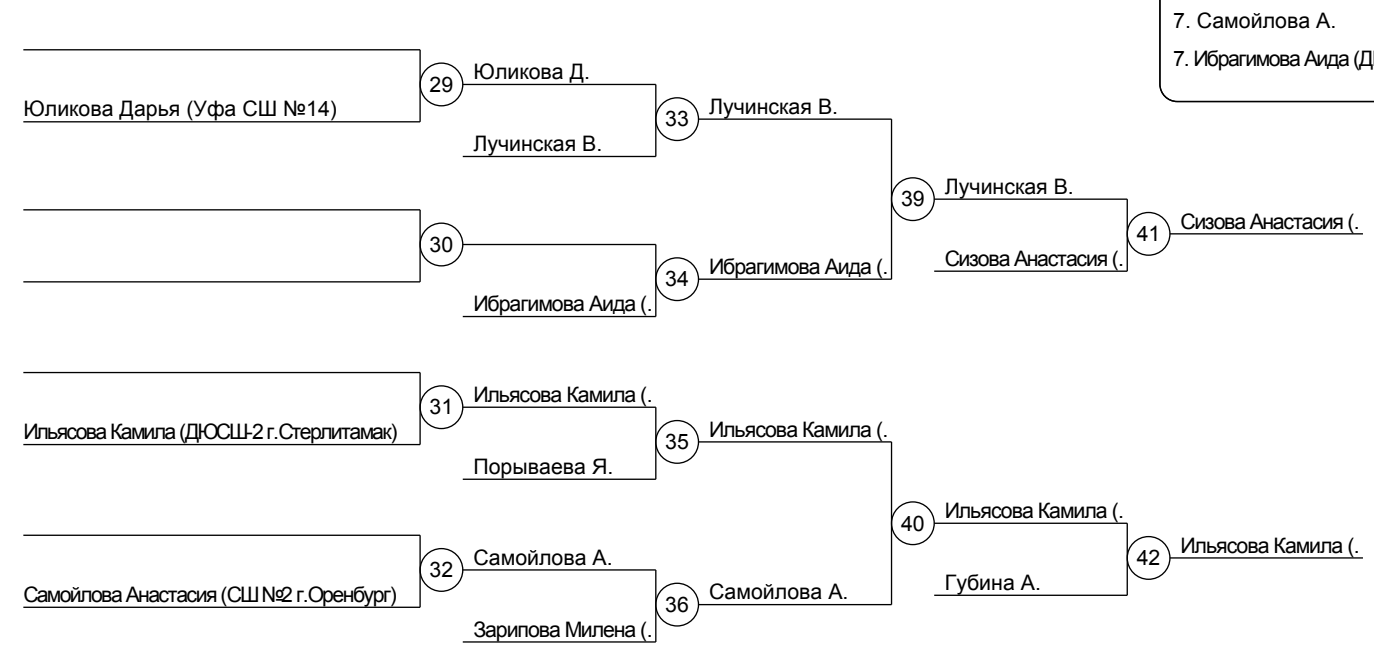 7. Самойлова А.
7. Ибрагимова Аида
29
Юликова Д.
Юликова Дарья (Уфа СШ №14)
33
Лучинская В.
Лучинская В.
39
Лучинская В.
30
34
Ибрагимова Аида (.
Ибрагимова Аида (.
Сизова Анастасия (.
41
Сизова Анастасия (.
31
Ильясова Камила (.
Ильясова Камила (ДЮСШ-2 г.Стерлитамак)
35
Ильясова Камила (.
Порываева Я.
40
Ильясова Камила (.
32
Самойлова А.
Самойлова Анастасия (СШ №2 г.Оренбург)
36
Самойлова А.
Зарипова Милена (.
Губина А.
42
Ильясова Камила (.